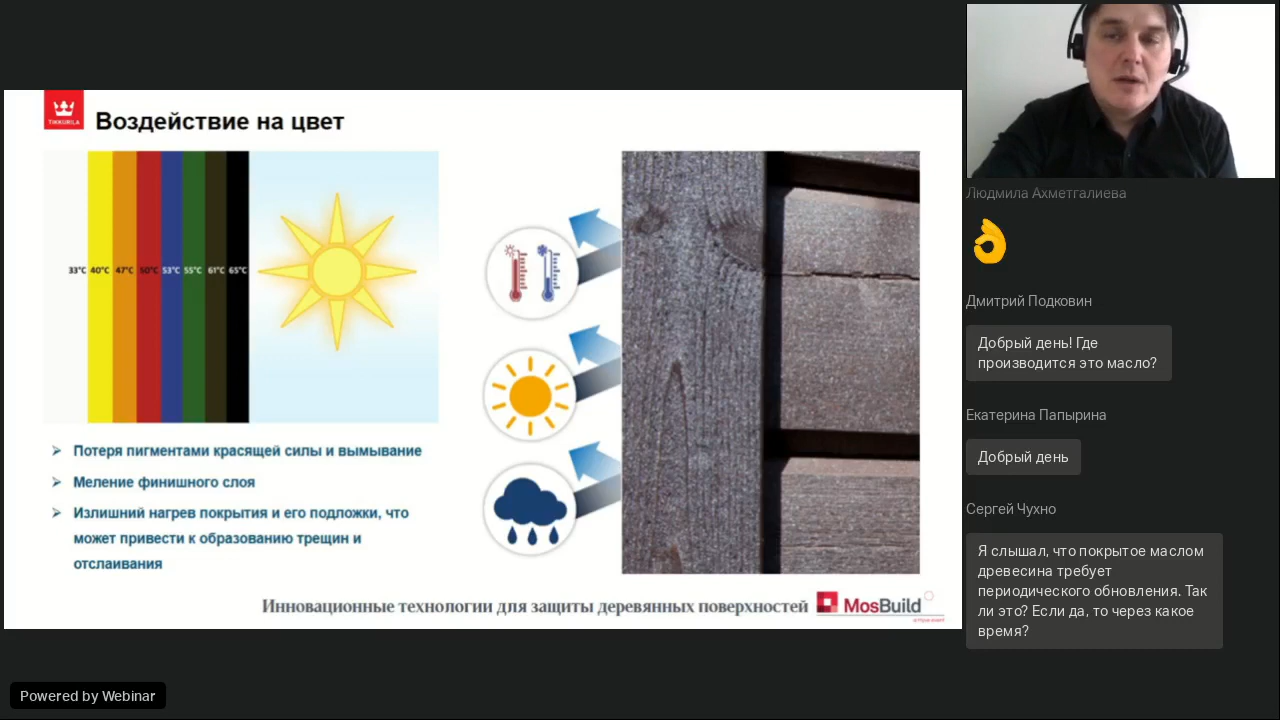 TIKKURILA
Воздействие на цвет
33°C 40°C 47°C 50°C 53°C 55°C 61°C 65°C
Потеря пигментами красящей силы и вымывание
Меление финишного слоя
Излишний нагрев покрытия и его подложки, что
может привести к образованию трещин и
отслаивания
Инновационные технологии для защиты деревянных поверхностей
MosBuild
Людмила Ахметгалиева
Дмитрий Подковин
Добрый день! Где
производится это масло?
Екатерина Папырина
Добрый день
Сергей Чухно
Я слышал, что покрытое маслом
древесина требует
периодического обновления. Так
ли это? Если да, то через какое
время?
Powered by Webinar